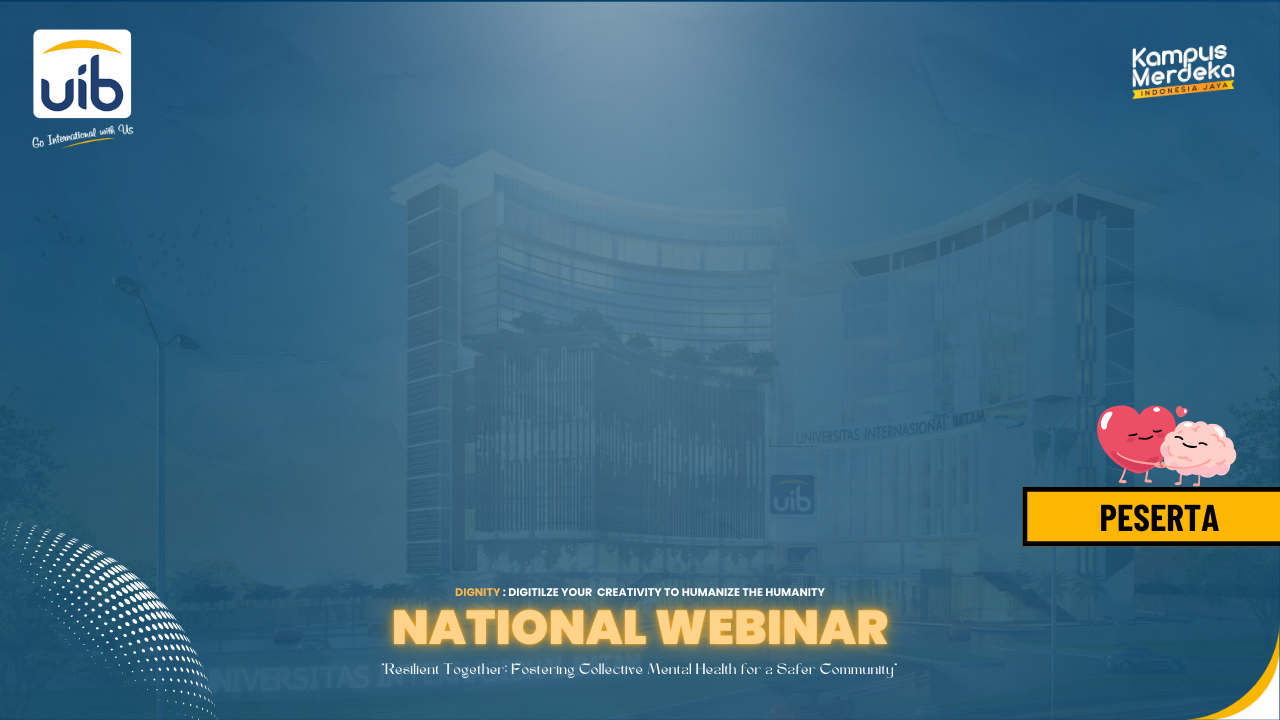 uib
Go International with Us
Kampus
Merdeka
INDONESIA JAYA
UNIVERSITAS INTERNASIONAL BATAM
uib
PESERTA
DIGNITY : DIGITILZE YOUR CREATIVITY TO HUMANIZE THE HUMANITY
NATIONAL WEBINAR
"Resilient Together: Fostering Collective Mental Health for a Safer Community"
UNIVERSITAS